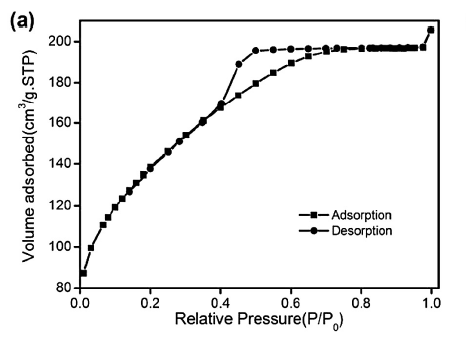 (a)
Volume adsorbed(cm³/g.STP)
200
180
160
140
120
100
80
Adsorption
Desorption
0.0 0.2 0.4 0.6 0.8 1.0
Relative Pressure(P/P₀)